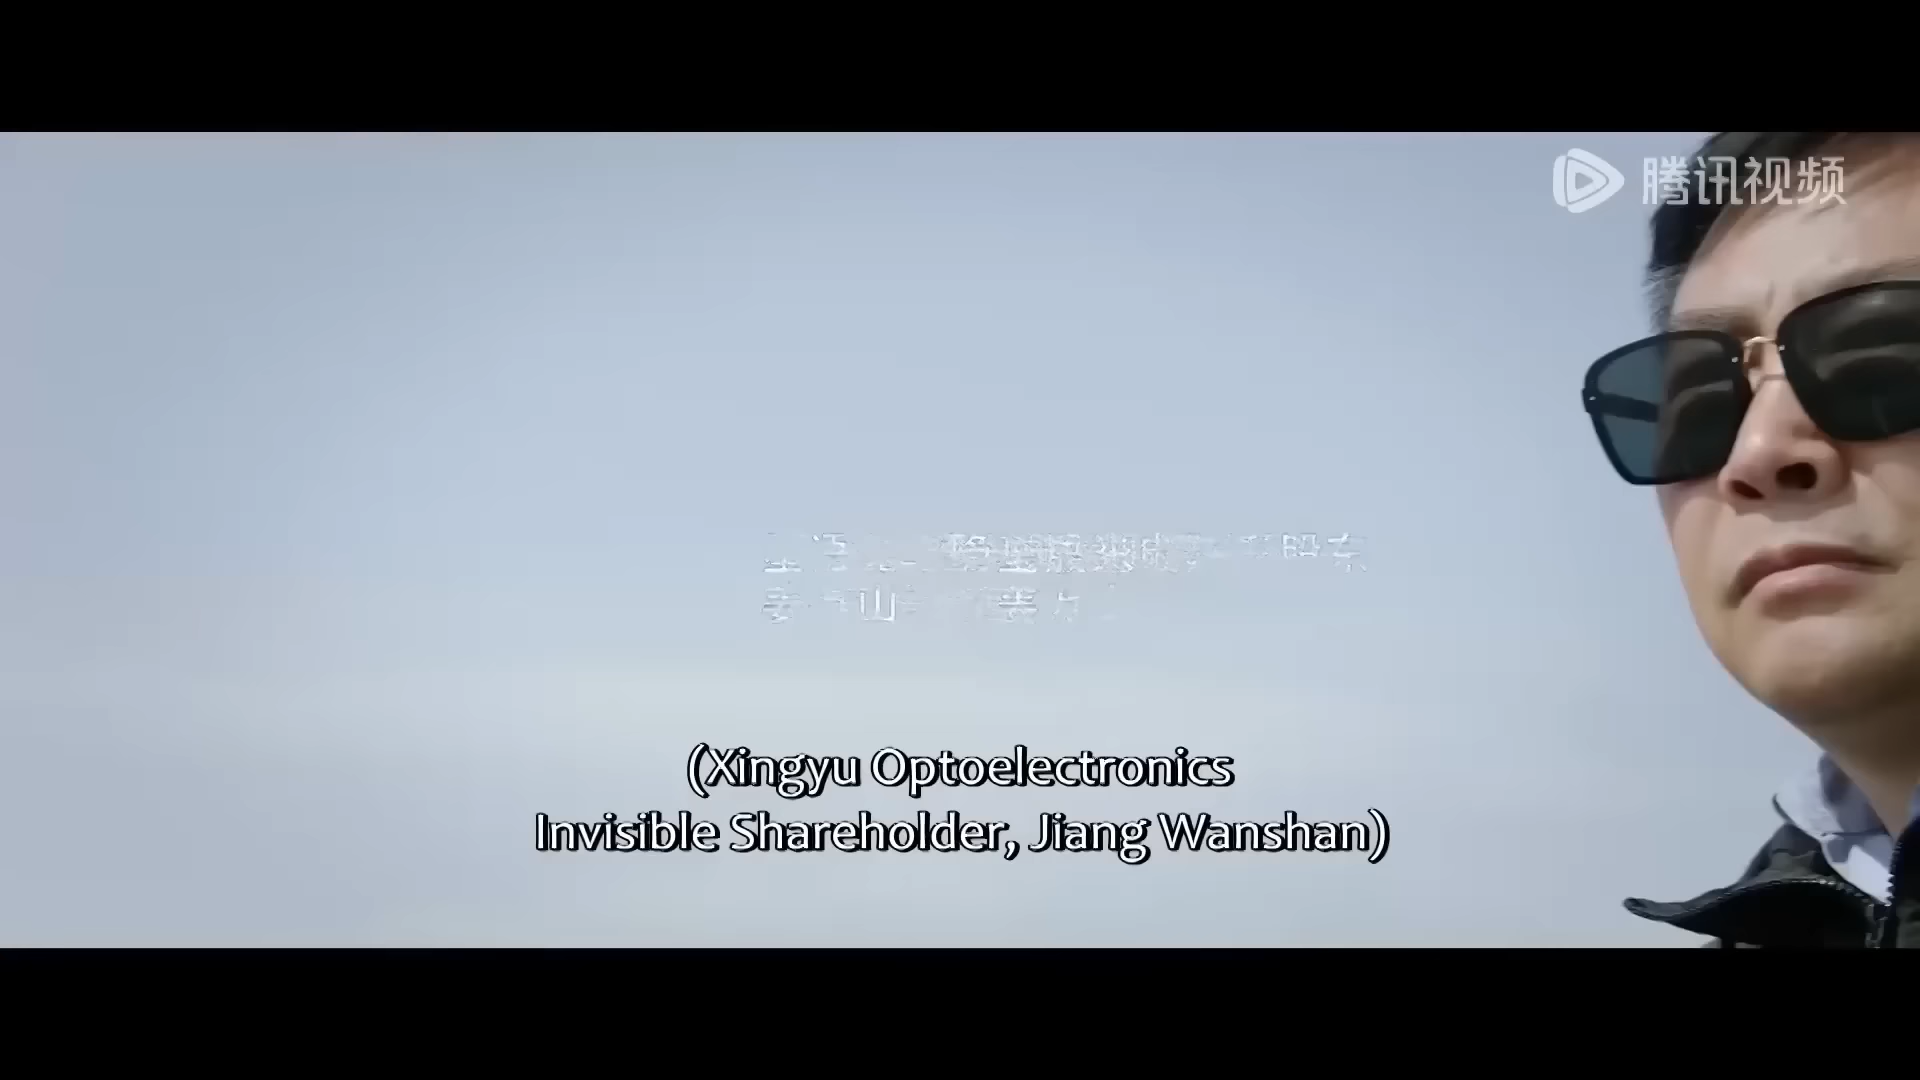 腾讯视频
(Xingyu Optoelectronics
Invisible Shareholder, Jiang Wanshan)